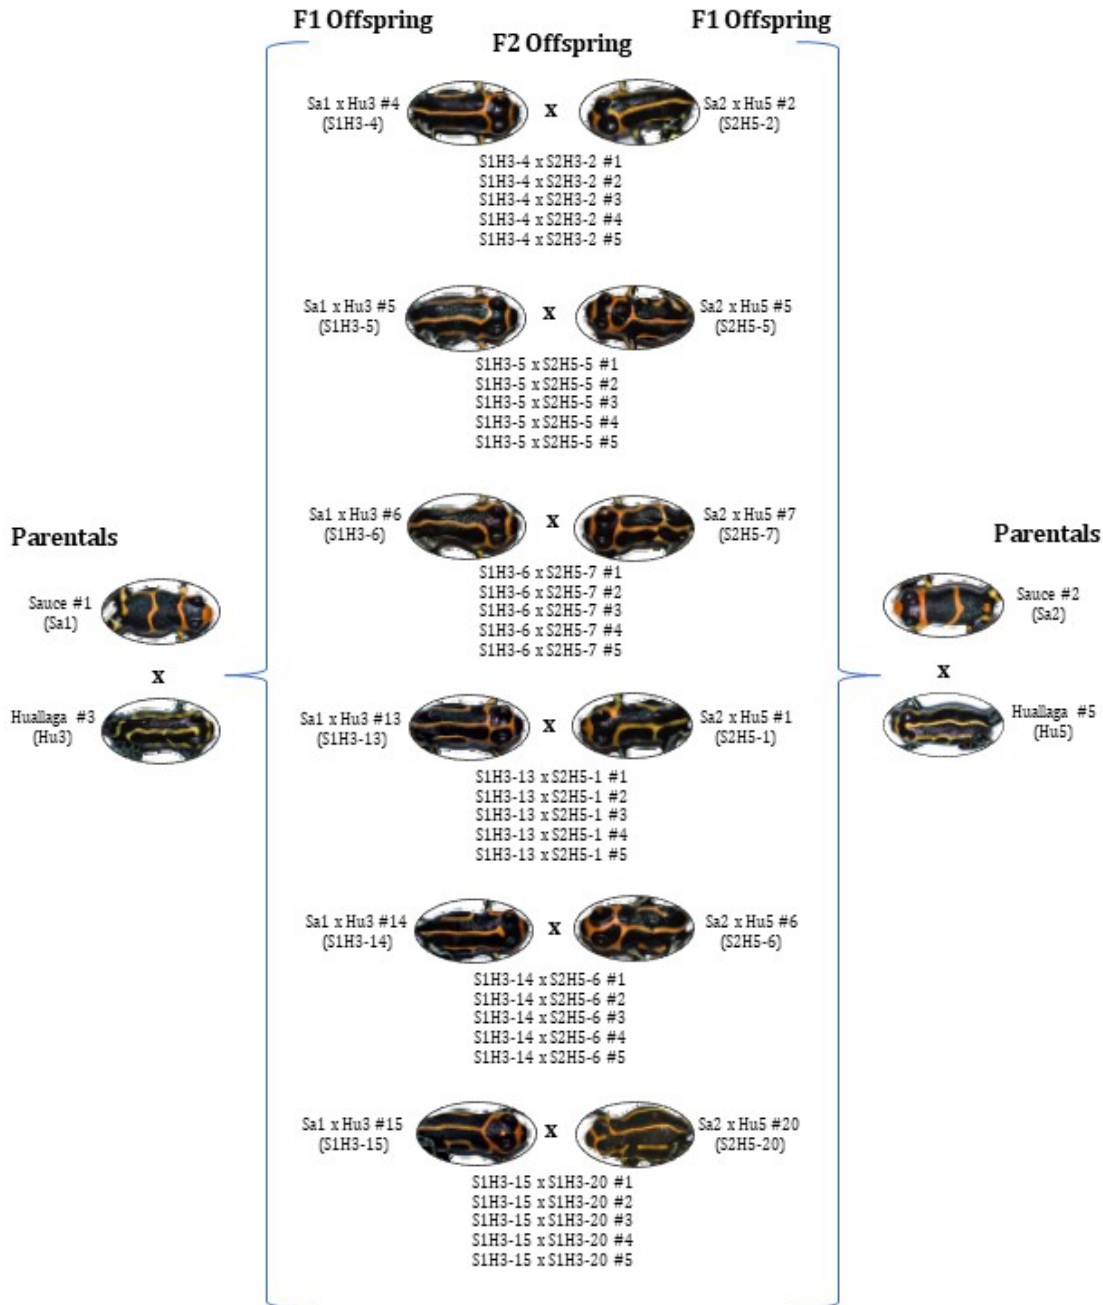 F1 Offspring
F1 Offspring
F2 Offspring
Sa1 x Hu3 #4
(S1H3-4)
x
Sa2 x Hu5 #2
(S2H5-2)
S1H3-4 x S2H3-2 #1
S1H3-4 x S2H3-2 #2
S1H3-4 x S2H3-2 #3
S1H3-4 x S2H3-2 #4
S1H3-4 x S2H3-2 #5
Sa1 x Hu3 #5
(S1H3-5)
x
Sa2 x Hu5 #5
(S2H5-5)
S1H3-5 x S2H5-5 #1
S1H3-5 x S2H5-5 #2
S1H3-5 x S2H5-5 #3
S1H3-5 x S2H5-5 #4
S1H3-5 x S2H5-5 #5
Sa1 x Hu3 #6
(S1H3-6)
x
Sa2 x Hu5 #7
(S2H5-7)
S1H3-6 x S2H5-7 #1
S1H3-6 x S2H5-7 #2
S1H3-6 x S2H5-7 #3
S1H3-6 x S2H5-7 #4
S1H3-6 x S2H5-7 #5
Parentals
Sauce #1
(Sa1)
x
Huallaga #3
(Hu3)
Parentals
Sauce #2
(Sa2)
x
Huallaga #5
(Hu5)
Sa1 x Hu3 #13
(S1H3-13)
x
Sa2 x Hu5 #1
(S2H5-1)
S1H3-13 x S2H5-1 #1
S1H3-13 x S2H5-1 #2
S1H3-13 x S2H5-1 #3
S1H3-13 x S2H5-1 #4
S1H3-13 x S2H5-1 #5
Sa1 x Hu3 #14
(S1H3-14)
x
Sa2 x Hu5 #6
(S2H5-6)
S1H3-14 x S2H5-6 #1
S1H3-14 x S2H5-6 #2
S1H3-14 x S2H5-6 #3
S1H3-14 x S2H5-6 #4
S1H3-14 x S2H5-6 #5
Sa1 x Hu3 #15
(S1H3-15)
x
Sa2 x Hu5 #20
(S2H5-20)
S1H3-15 x S1H3-20 #1
S1H3-15 x S1H3-20 #2
S1H3-15 x S1H3-20 #3
S1H3-15 x S1H3-20 #4
S1H3-15 x S1H3-20 #5